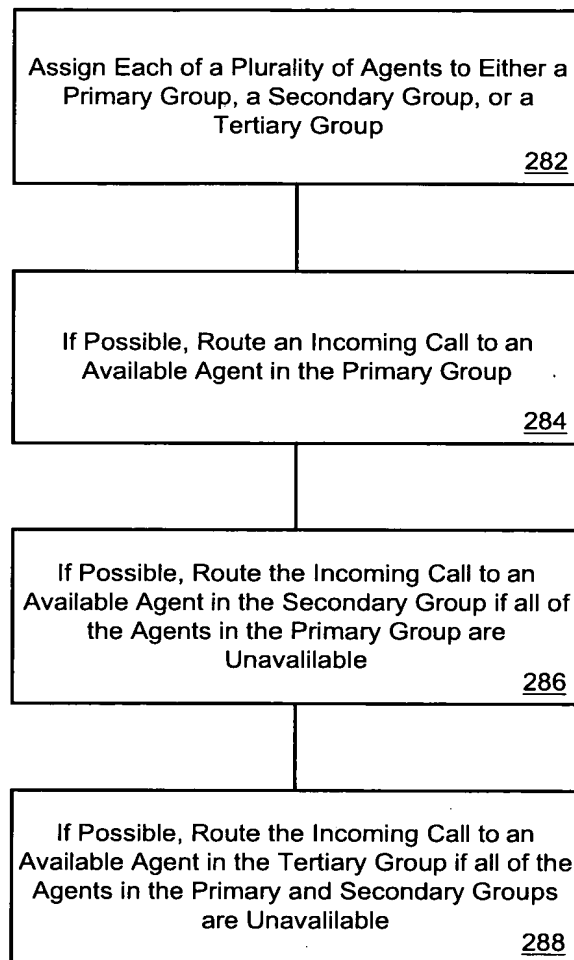 Assign Each of a Plurality of Agents to Either a
Primary Group, a Secondary Group, or a
Tertiary Group
282
If Possible, Route an Incoming Call to an
Available Agent in the Primary Group
284
If Possible, Route the Incoming Call to an
Available Agent in the Secondary Group if all of
the Agents in the Primary Group are
Unavalilable
286
If Possible, Route the Incoming Call to an
Available Agent in the Tertiary Group if all of the
Agents in the Primary and Secondary Groups
are Unavalilable
288